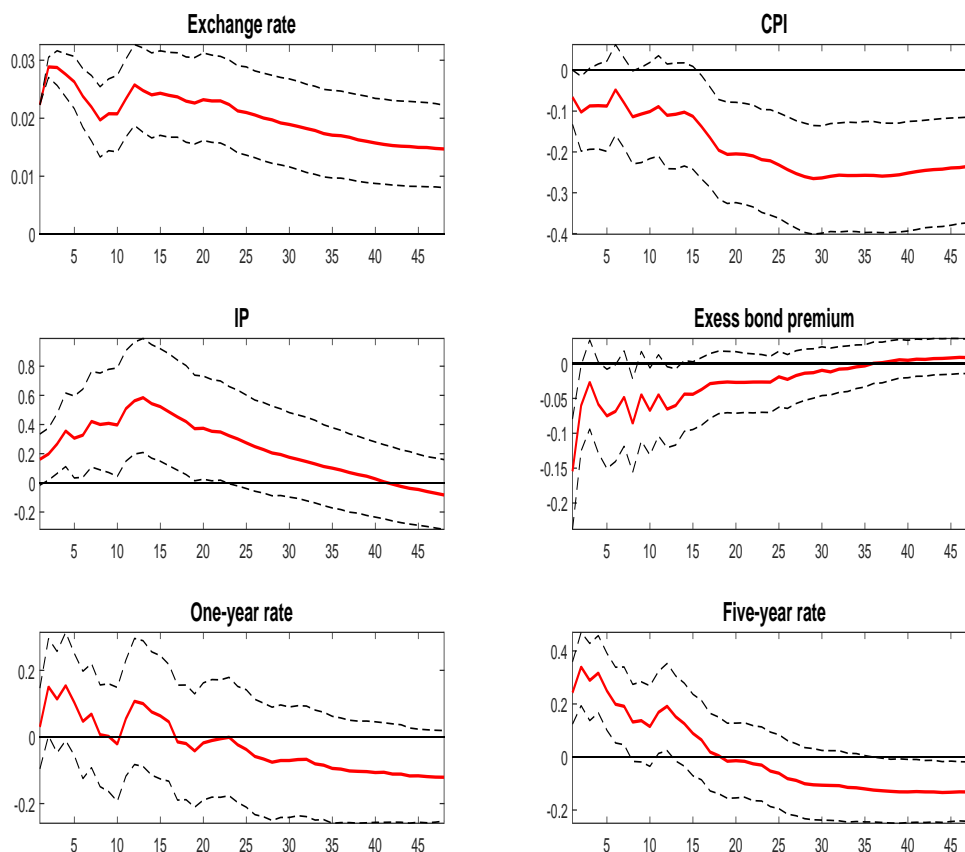 Exchange rate
0.03
0.02
0.01
0
5 10 15 20 25 30 35 40 45
CPI
0
-0.1
-0.2
-0.3
-0.4
5 10 15 20 25 30 35 40 45
IP
0.8
0.6
0.4
0.2
0
-0.2
5 10 15 20 25 30 35 40 45
Exess bond premium
0
-0.05
-0.1
-0.15
-0.2
5 10 15 20 25 30 35 40 45
One-year rate
0.2
0
-0.2
5 10 15 20 25 30 35 40 45
Five-year rate
0.4
0.2
0
-0.2
5 10 15 20 25 30 35 40 45